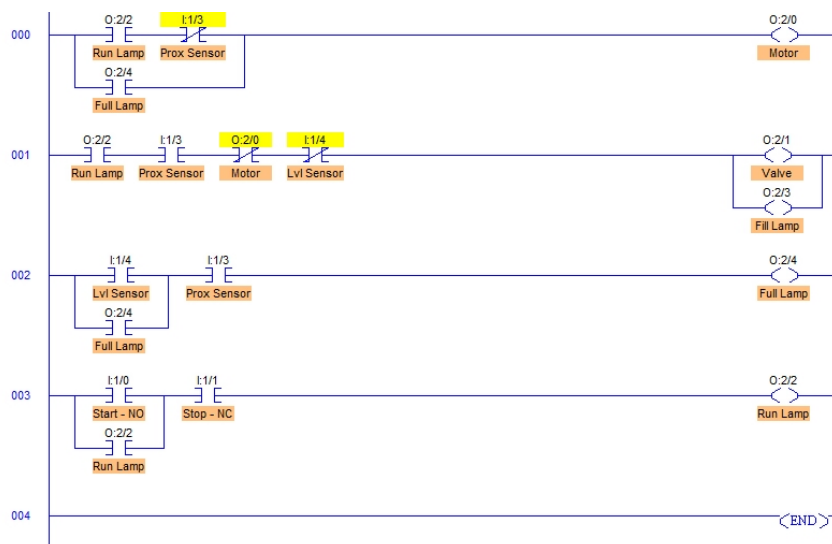 O:2/2 I:1/3 O:2/0
000
Run Lamp Prox Sensor Motor
O:2/4
Full Lamp
O:2/2 I:1/3 O:2/0 I:1/4 O:2/1
001
Run Lamp Prox Sensor Motor Lvl Sensor Valve
O:2/3
Fill Lamp
I:1/4 I:1/3 O:2/4
002
Lvl Sensor Prox Sensor Full Lamp
O:2/4
Full Lamp
I:1/0 I:1/1 O:2/2
003
Start - NO Stop - NC Run Lamp
O:2/2
Run Lamp
004 END